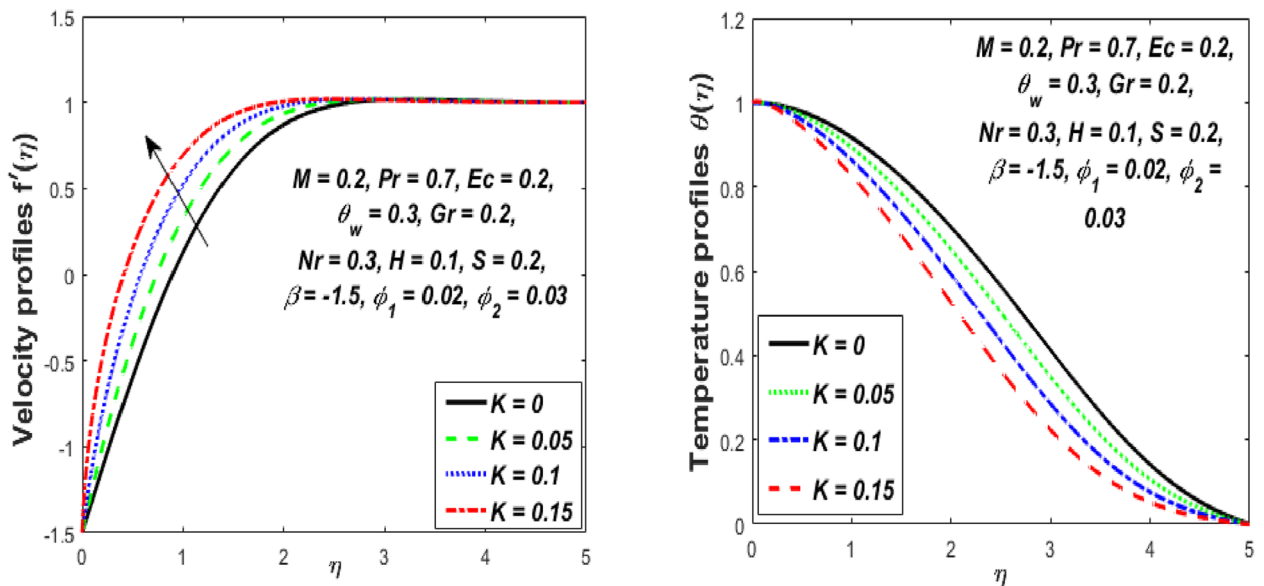 Velocity profiles f′(η)
1.5
1
0.5
0
-0.5
-1
-1.5
0 1 2 3 4 5
η
M = 0.2, Pr = 0.7, Ec = 0.2,
θw = 0.3, Gr = 0.2,
Nr = 0.3, H = 0.1, S = 0.2,
β = -1.5, ϕ1 = 0.02, ϕ2 = 0.03
K = 0
K = 0.05
K = 0.1
K = 0.15
Temperature profiles θ(η)
1.2
1
0.8
0.6
0.4
0.2
0
0 1 2 3 4 5
η
M = 0.2, Pr = 0.7, Ec = 0.2,
θw = 0.3, Gr = 0.2,
Nr = 0.3, H = 0.1, S = 0.2,
β = -1.5, ϕ1 = 0.02, ϕ2 =
0.03
K = 0
K = 0.05
K = 0.1
K = 0.15